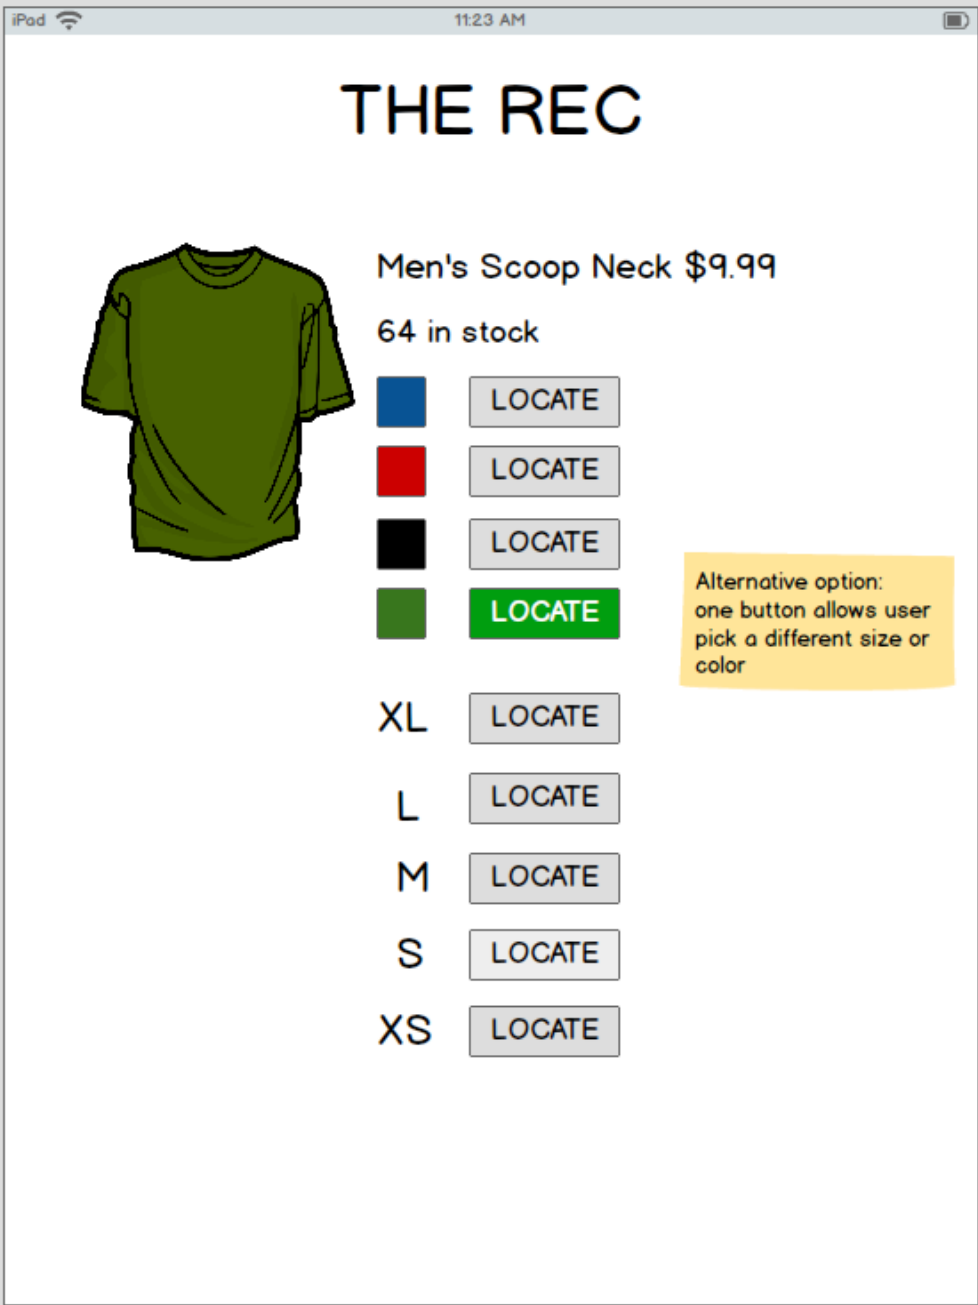 iPad
11:23 AM
THE REC
Men's Scoop Neck $9.99
64 in stock
LOCATE
LOCATE
LOCATE
LOCATE
Alternative option:
one button allows user
pick a different size or
color
XL LOCATE
L LOCATE
M LOCATE
S LOCATE
XS LOCATE